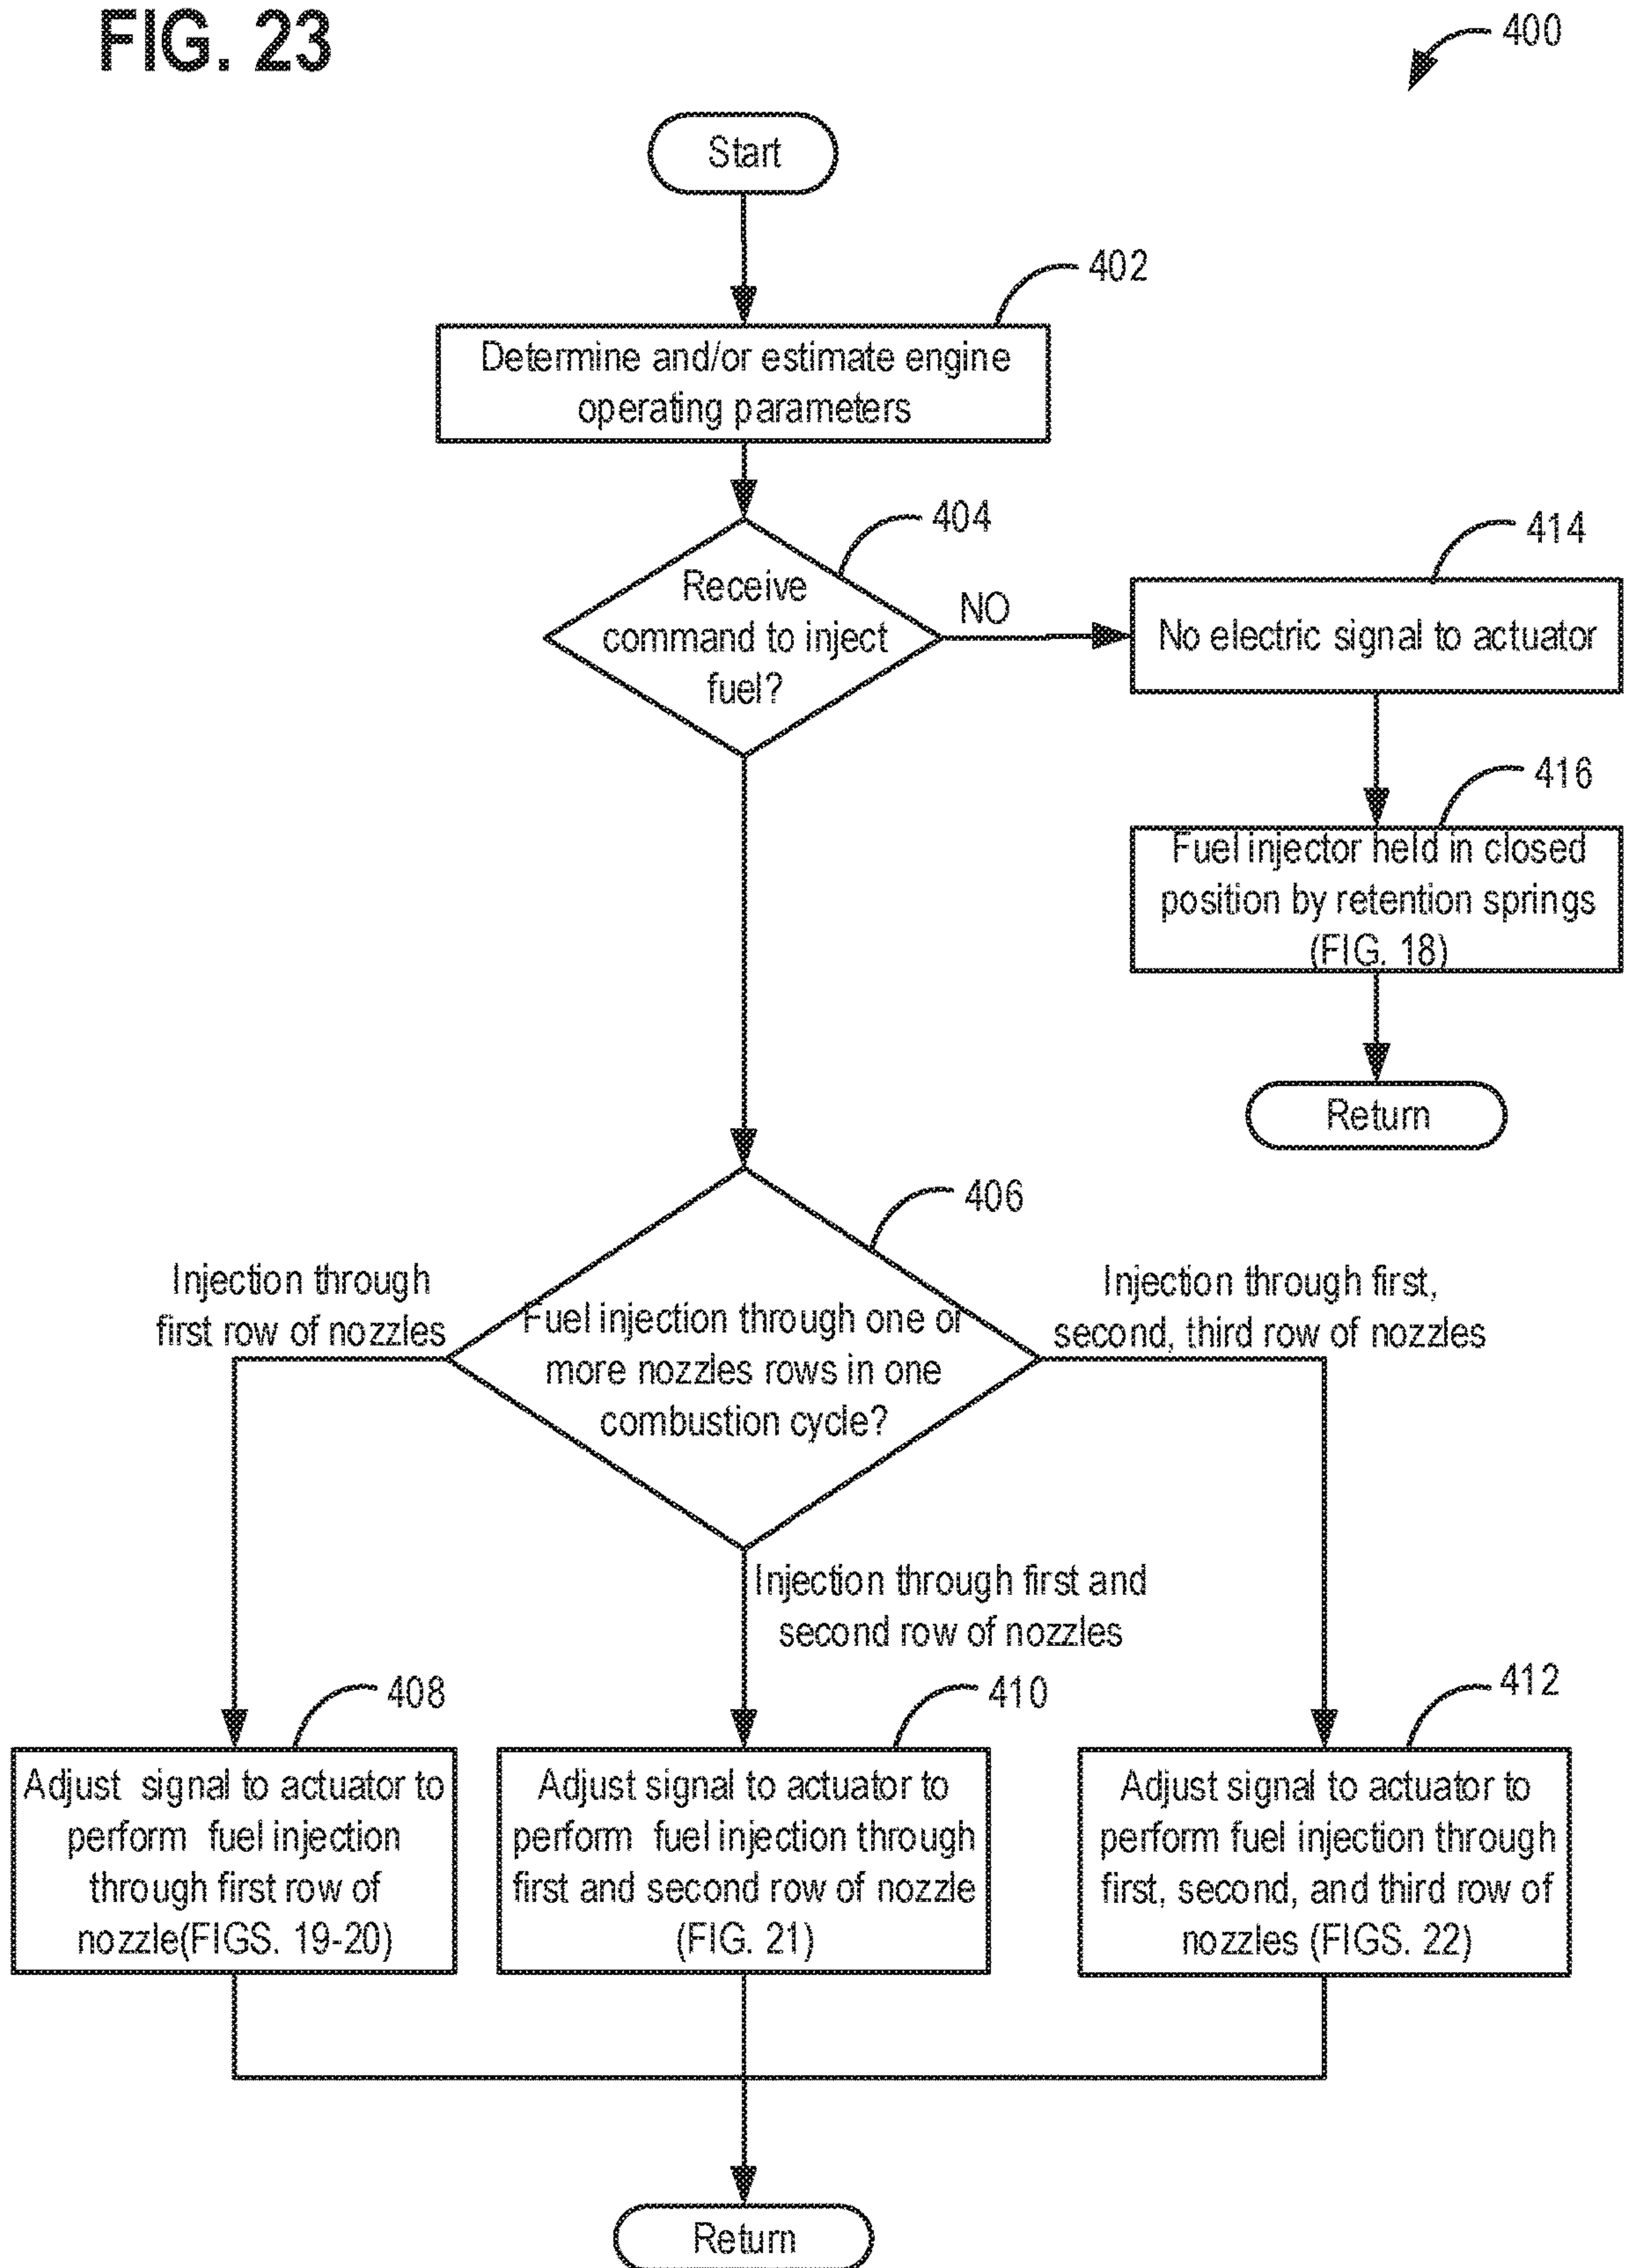 FIG. 23
400
Start
402
Determine and/or estimate engine
operating parameters
404
Receive
command to inject
fuel?
NO
414
No electric signal to actuator
416
Fuel injector held in closed
position by retention springs
(FIG. 18)
Return
406
Injection through
first row of nozzles
Fuel injection through one or
more nozzles rows in one
combustion cycle?
Injection through first,
second, third row of nozzles
Injection through first and
second row of nozzles
408
Adjust signal to actuator to
perform fuel injection
through first row of
nozzle(FIGS. 19-20)
410
Adjust signal to actuator to
perform fuel injection through
first and second row of nozzle
(FIG. 21)
412
Adjust signal to actuator to
perform fuel injection through
first, second, and third row of
nozzles (FIGS. 22)
Return